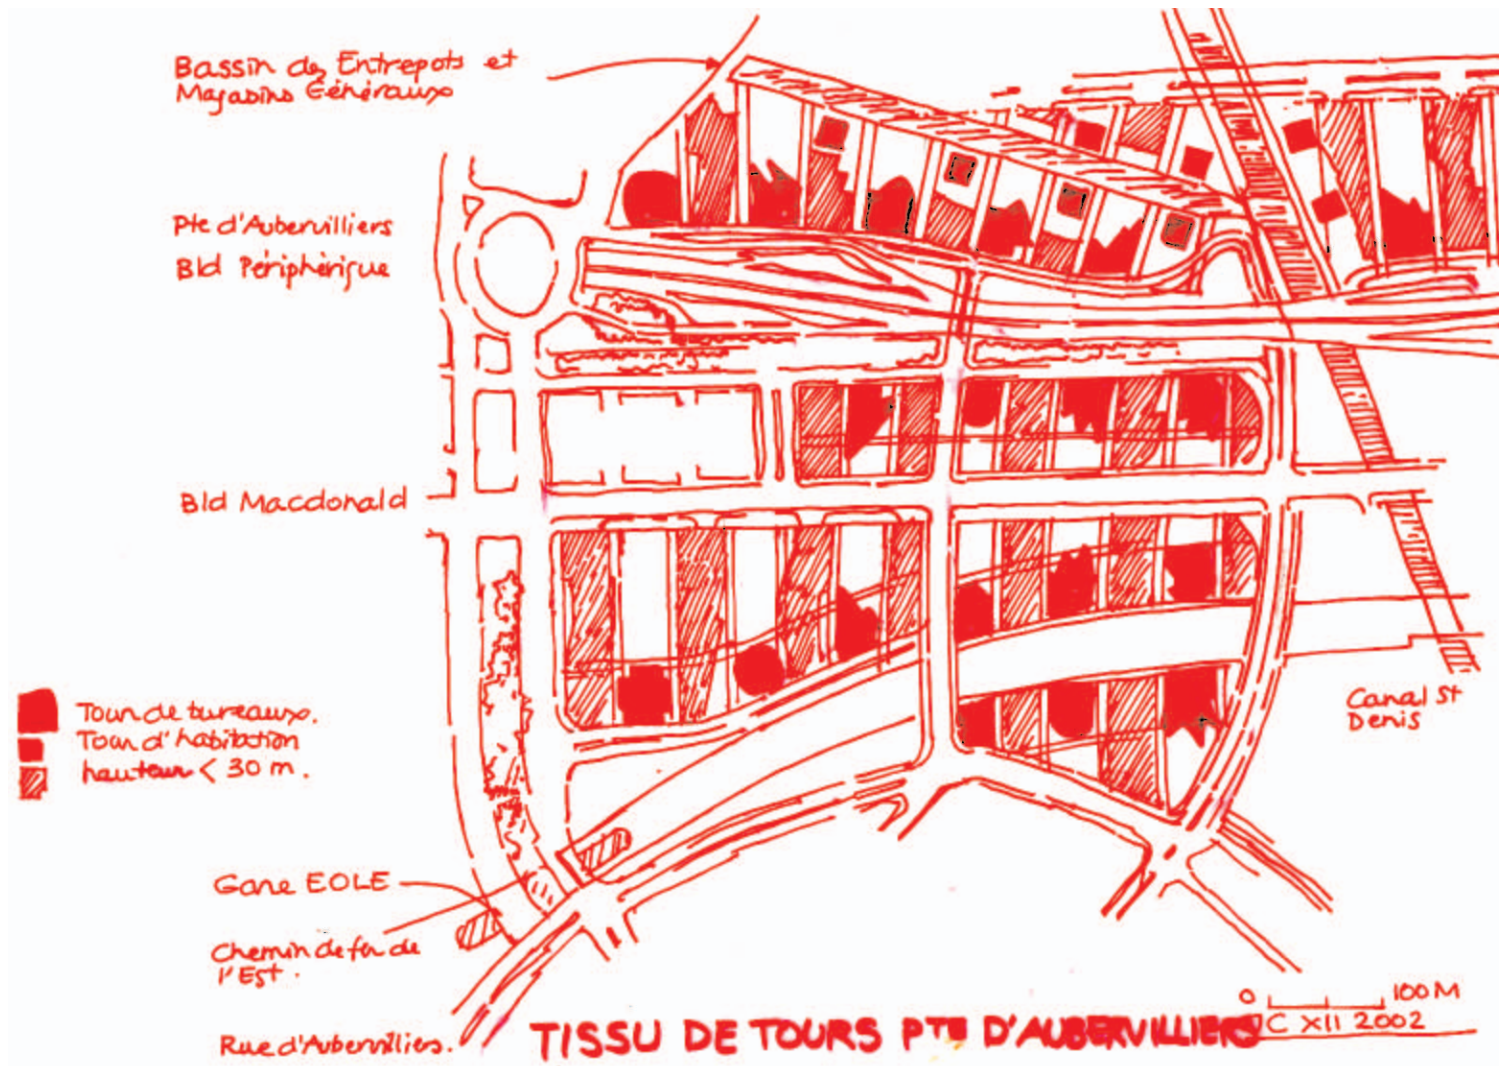 Bassin des Entrepots et
Magasins Généraux
Pte d'Aubervilliers
Bld Périphérique
Bld Macdonald
Tour de bureaux.
Tour d'habitation
hauteur < 30 m.
Canal St
Denis
Gare EOLE
Chemin de fer de
l'Est.
Rue d'Aubervilliers.
0 100 M
TISSU DE TOURS PTE D'AUBERVILLIERS
C XII 2002